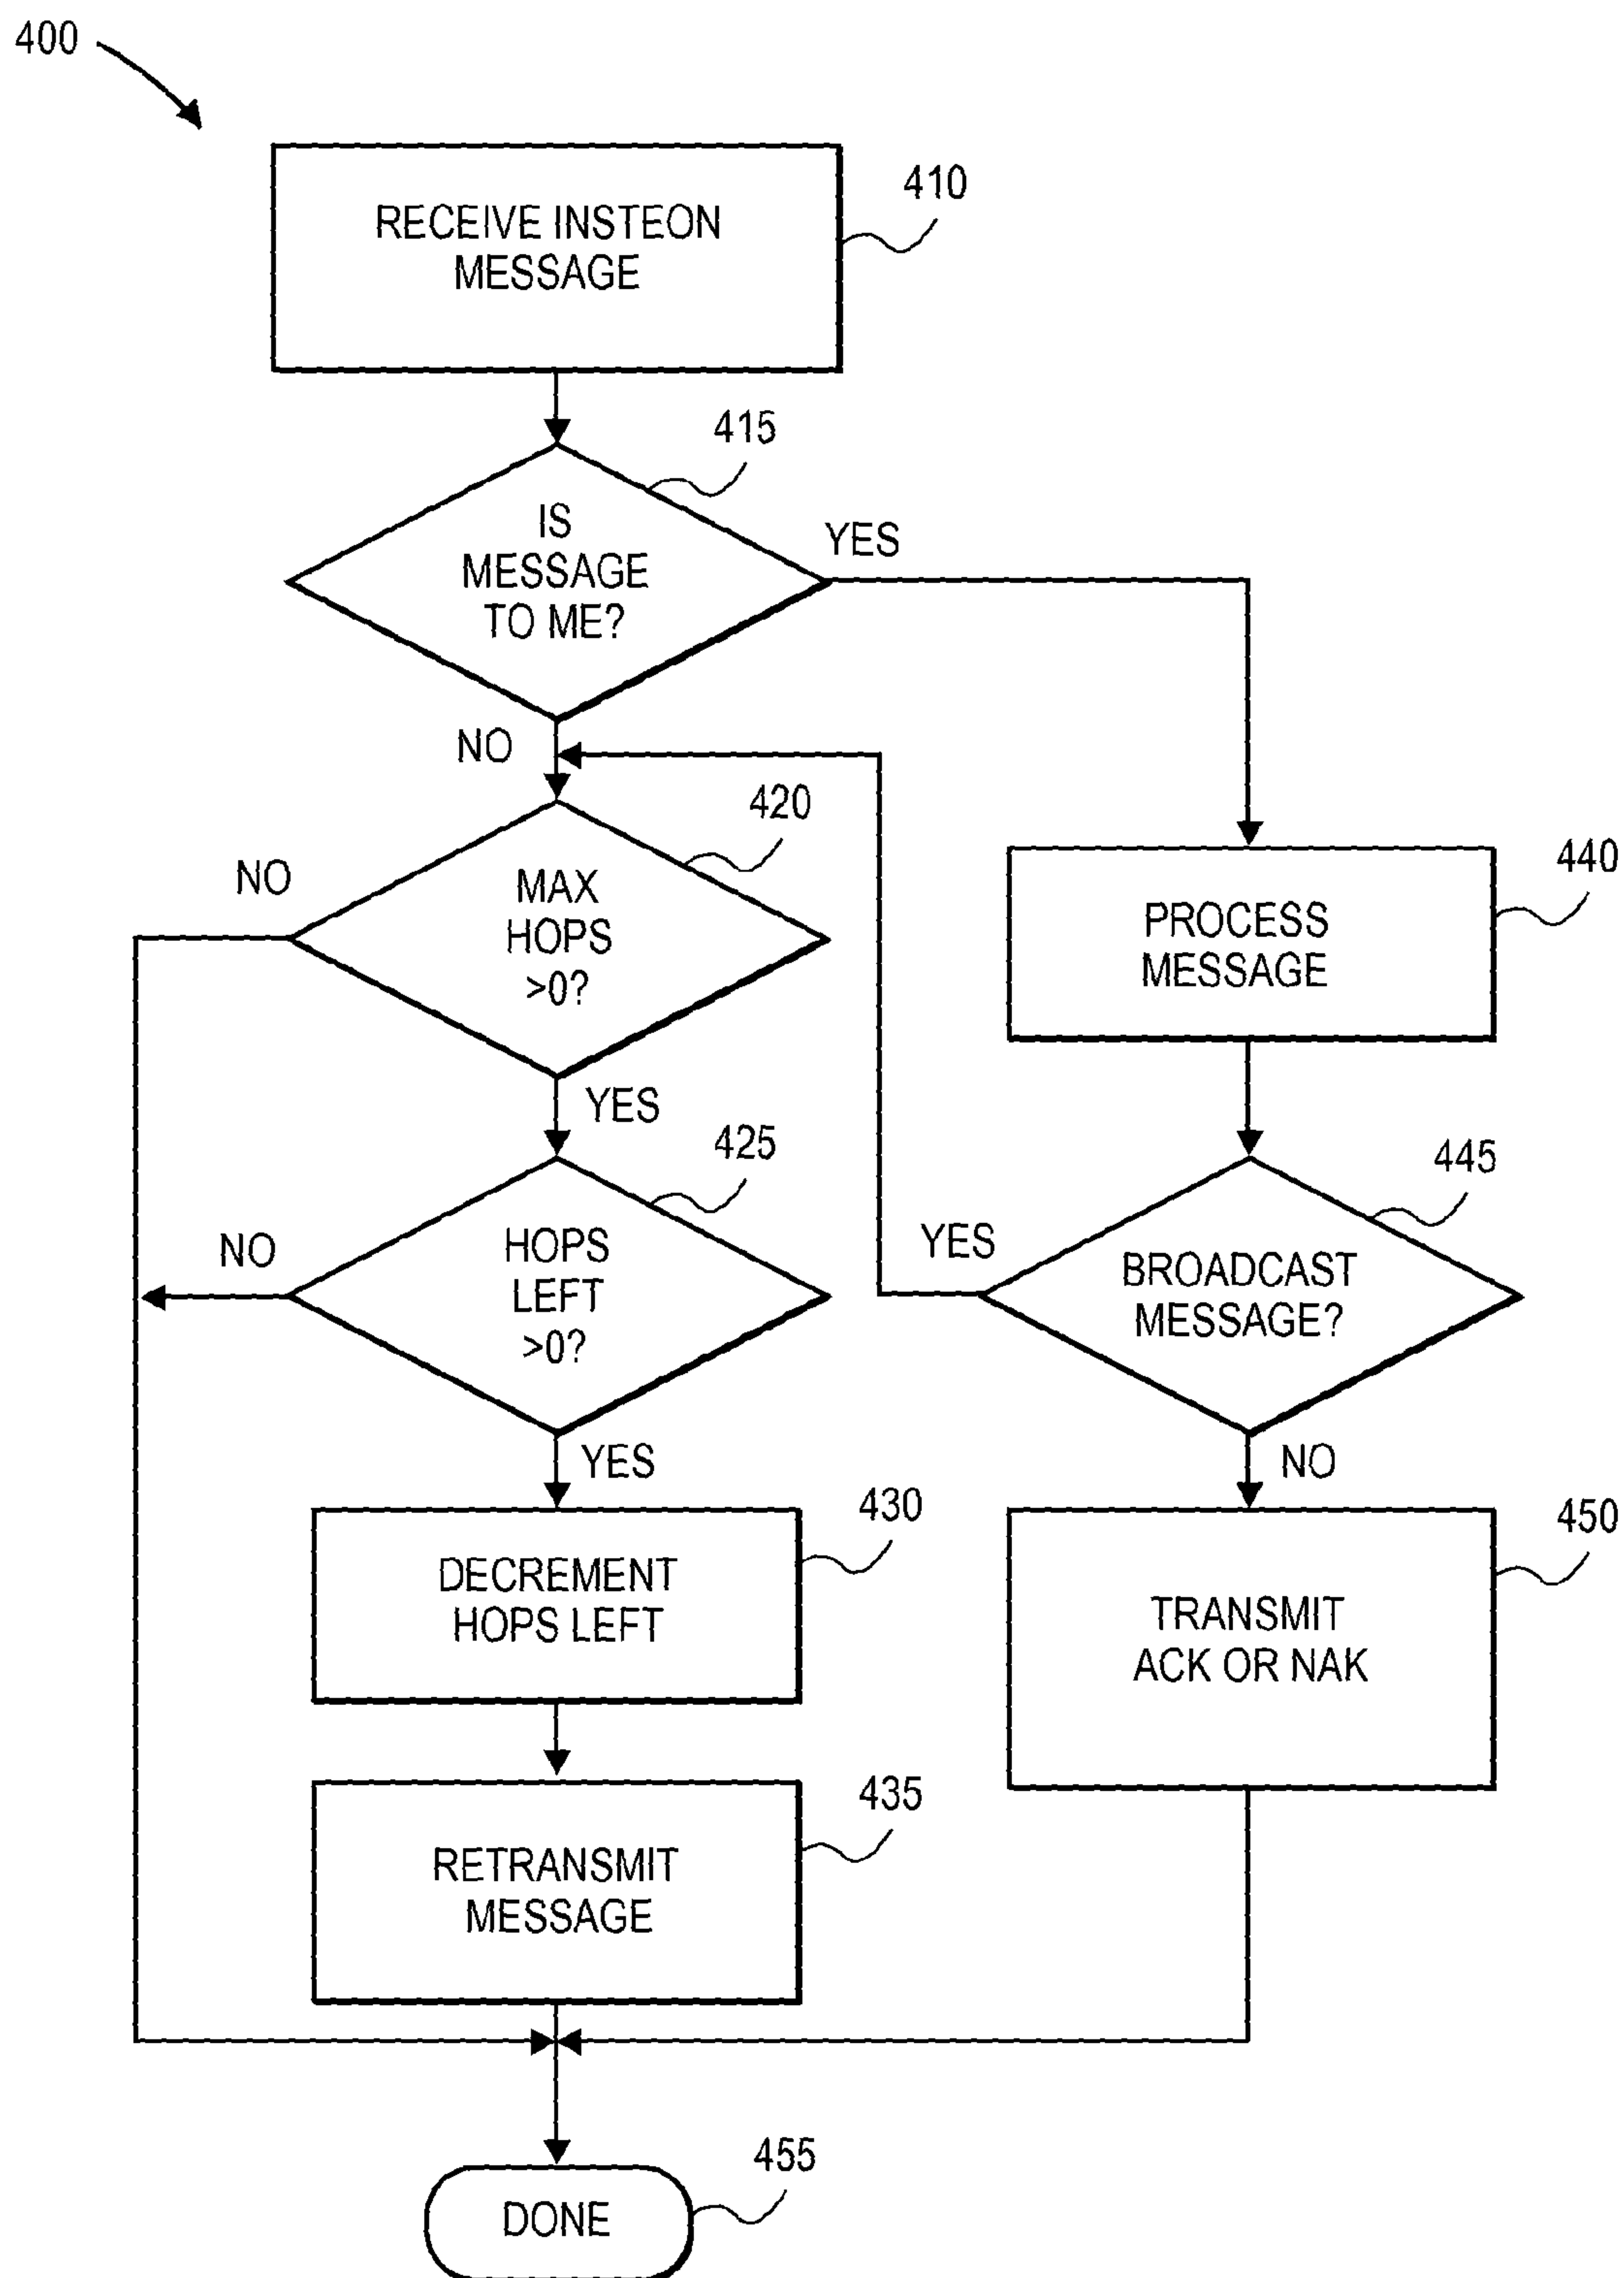 400
RECEIVE INSTEON
MESSAGE
410
IS
MESSAGE
TO ME?
415
YES
NO
MAX
HOPS
>0?
420
NO
YES
PROCESS
MESSAGE
440
HOPS
LEFT
>0?
425
NO
YES
BROADCAST
MESSAGE?
445
YES
NO
DECREMENT
HOPS LEFT
430
TRANSMIT
ACK OR NAK
450
RETRANSMIT
MESSAGE
435
DONE
455